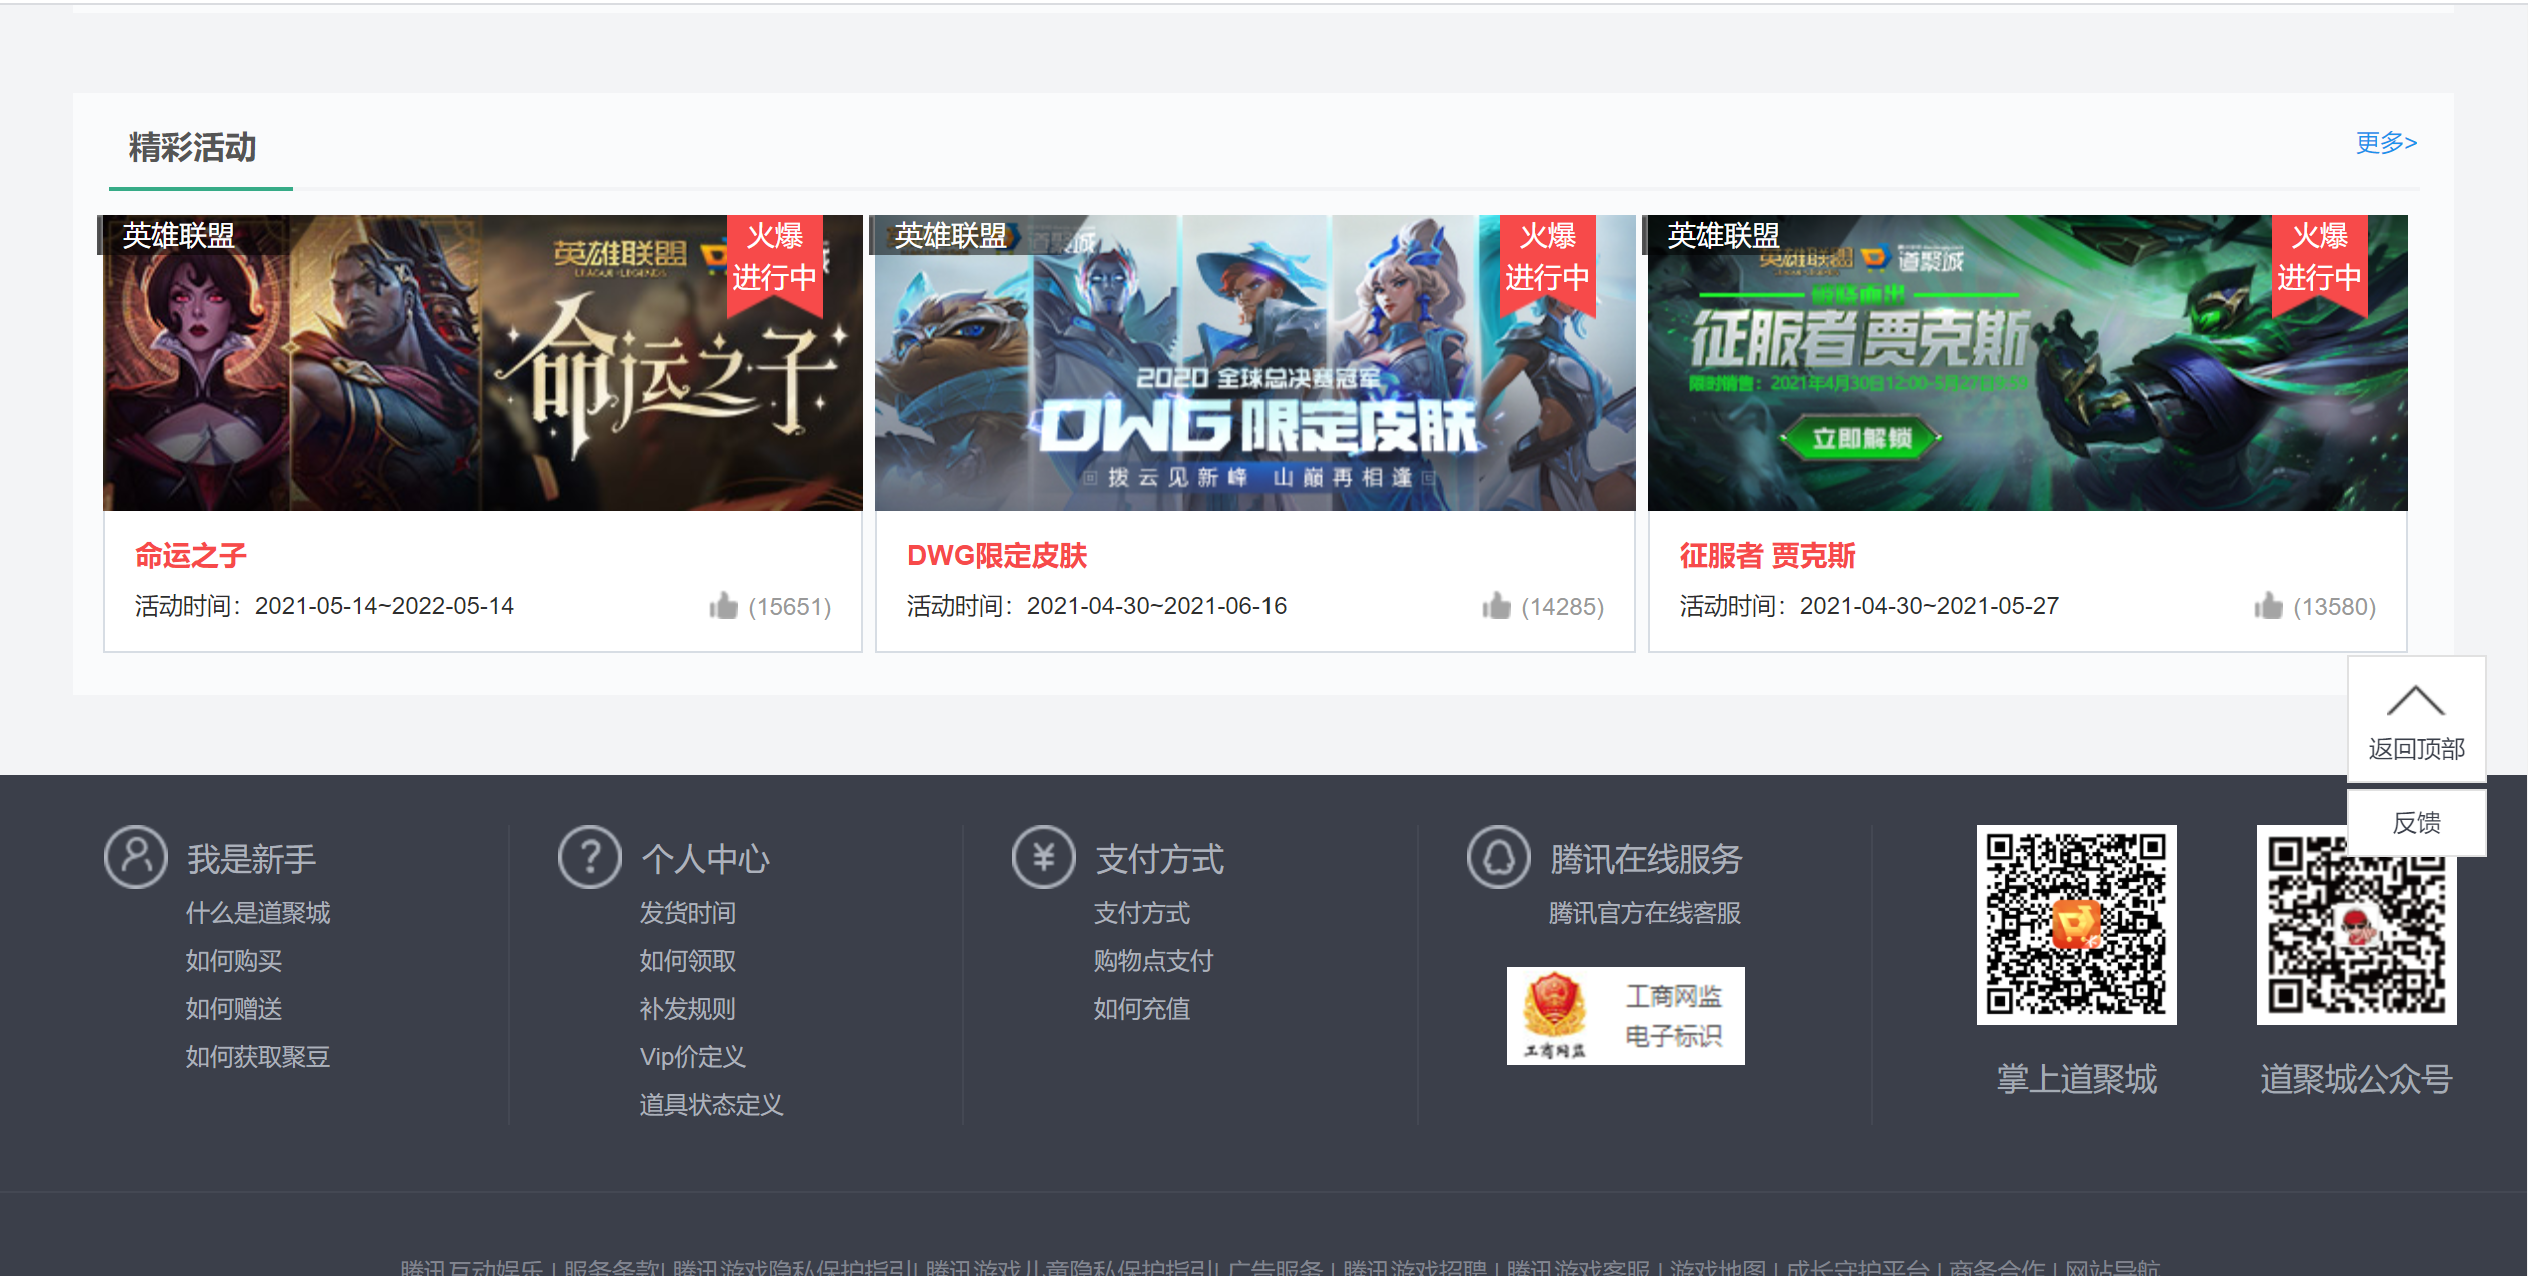 精彩活动
更多>
英雄联盟
英雄联盟
LEAGUE OF LEGENDS
火爆
进行中
命运之子
英雄联盟
道聚城
火爆
进行中
2020 全球总决赛冠军
DWG 限定皮肤
拨云见新峰 山巅再相逢
英雄联盟
英雄联盟
道聚城
火爆
进行中
征服者 贾克斯
限时销售：2021年4月30日12:00-5月27日
立即解锁
命运之子
活动时间：2021-05-14~2022-05-14
(15651)
DWG限定皮肤
活动时间：2021-04-30~2021-06-16
(14285)
征服者 贾克斯
活动时间：2021-04-30~2021-05-27
(13580)
返回顶部
反馈
我是新手
什么是道聚城
如何购买
如何赠送
如何获取聚豆
个人中心
发货时间
如何领取
补发规则
Vip价定义
道具状态定义
支付方式
支付方式
购物点支付
如何充值
腾讯在线服务
腾讯官方在线客服
工商网监
工商网监
电子标识
掌上道聚城
道聚城公众号
腾讯互动娱乐 | 服务条款| 腾讯游戏隐私保护指引| 腾讯游戏儿童隐私保护指引| 广告服务 | 腾讯游戏招聘 | 腾讯游戏客服 | 游戏地图 | 成长守护平台 | 商务合作 | 网站导航